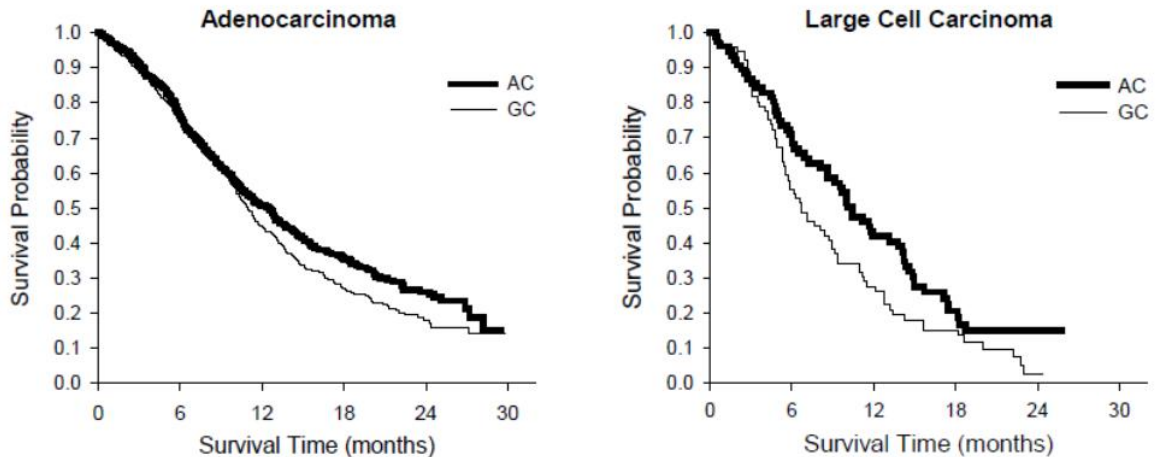 Adenocarcinoma
1.0
0.9
0.8
0.7
0.6
0.5
0.4
0.3
0.2
0.1
0.0
Survival Probability
AC
GC
0 6 12 18 24 30
Survival Time (months)
Large Cell Carcinoma
1.0
0.9
0.8
0.7
0.6
0.5
0.4
0.3
0.2
0.1
0.0
Survival Probability
AC
GC
0 6 12 18 24 30
Survival Time (months)